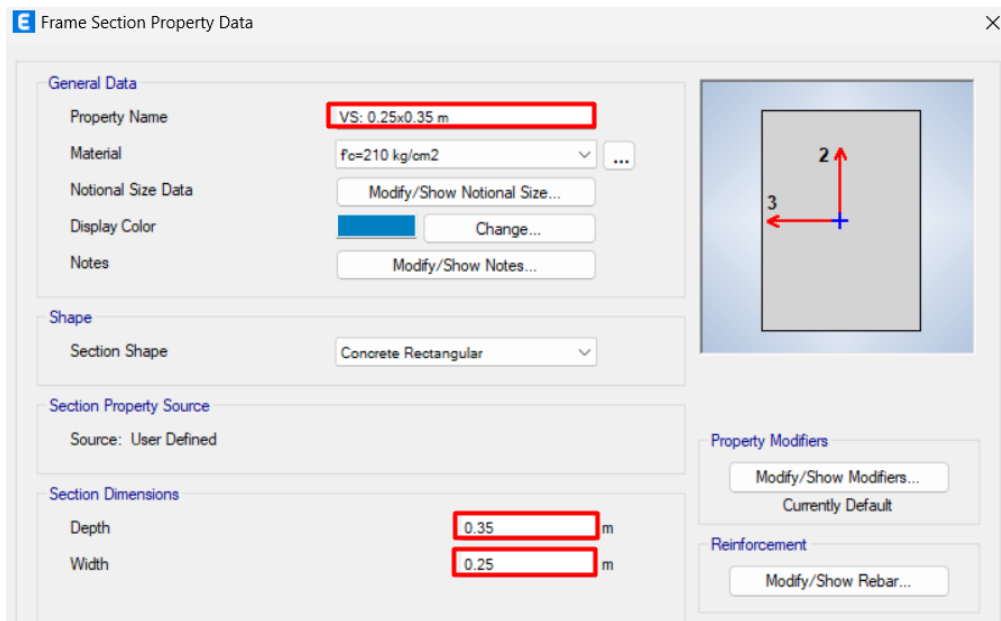 E Frame Section Property Data
General Data
Property Name VS: 0.25x0.35 m
Material f'c=210 kg/cm2 ...
Notional Size Data Modify/Show Notional Size...
Display Color Change...
Notes Modify/Show Notes...
Shape
Section Shape Concrete Rectangular
Section Property Source
Source: User Defined
Section Dimensions
Depth 0.35 m
Width 0.25 m
2
3
Property Modifiers
Modify/Show Modifiers...
Currently Default
Reinforcement
Modify/Show Rebar...